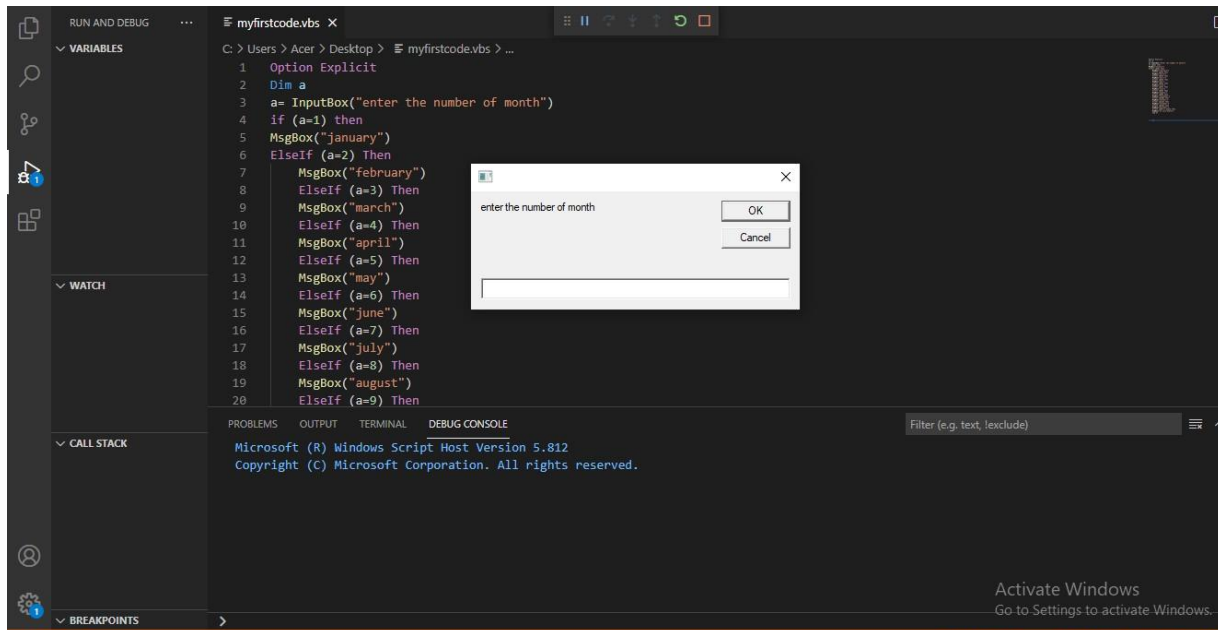 RUN AND DEBUG ...
VARIABLES
WATCH
CALL STACK
BREAKPOINTS
myfirstcode.vbs
C: > Users > Acer > Desktop > myfirstcode.vbs > ...
1 Option Explicit
2 Dim a
3 a= InputBox("enter the number of month")
4 if (a=1) then
5 MsgBox("january")
6 ElseIf (a=2) Then
7 MsgBox("february")
8 ElseIf (a=3) Then
9 MsgBox("march")
10 ElseIf (a=4) Then
11 MsgBox("april")
12 ElseIf (a=5) Then
13 MsgBox("may")
14 ElseIf (a=6) Then
15 MsgBox("june")
16 ElseIf (a=7) Then
17 MsgBox("july")
18 ElseIf (a=8) Then
19 MsgBox("august")
20 ElseIf (a=9) Then
enter the number of month
OK
Cancel
PROBLEMS OUTPUT TERMINAL DEBUG CONSOLE
Filter (e.g. text, !exclude)
Microsoft (R) Windows Script Host Version 5.812
Copyright (C) Microsoft Corporation. All rights reserved.
1
1
Activate Windows
Go to Settings to activate Windows.